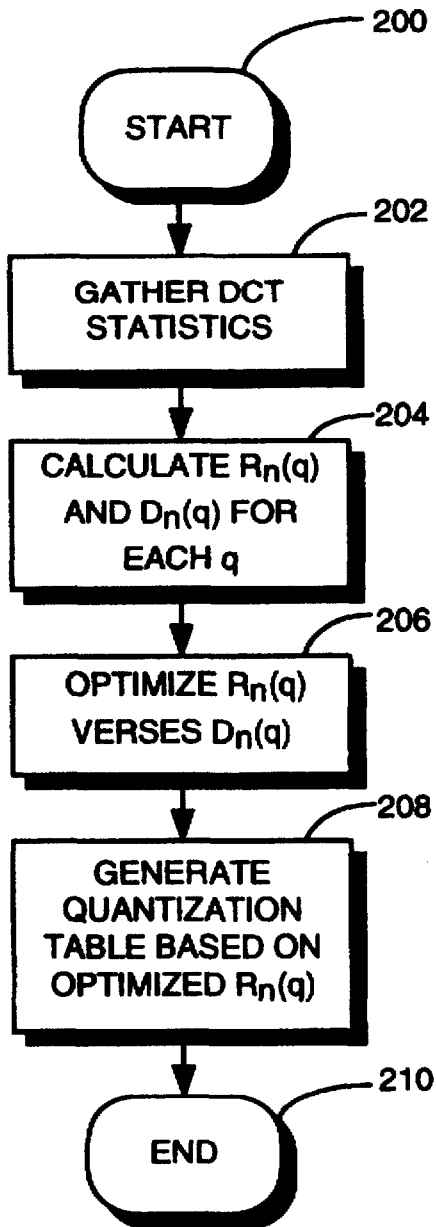 200
START
202
GATHER DCT
STATISTICS
204
CALCULATE Rn(q)
AND Dn(q) FOR
EACH q
206
OPTIMIZE Rn(q)
VERSES Dn(q)
208
GENERATE
QUANTIZATION
TABLE BASED ON
OPTIMIZED Rn(q)
210
END